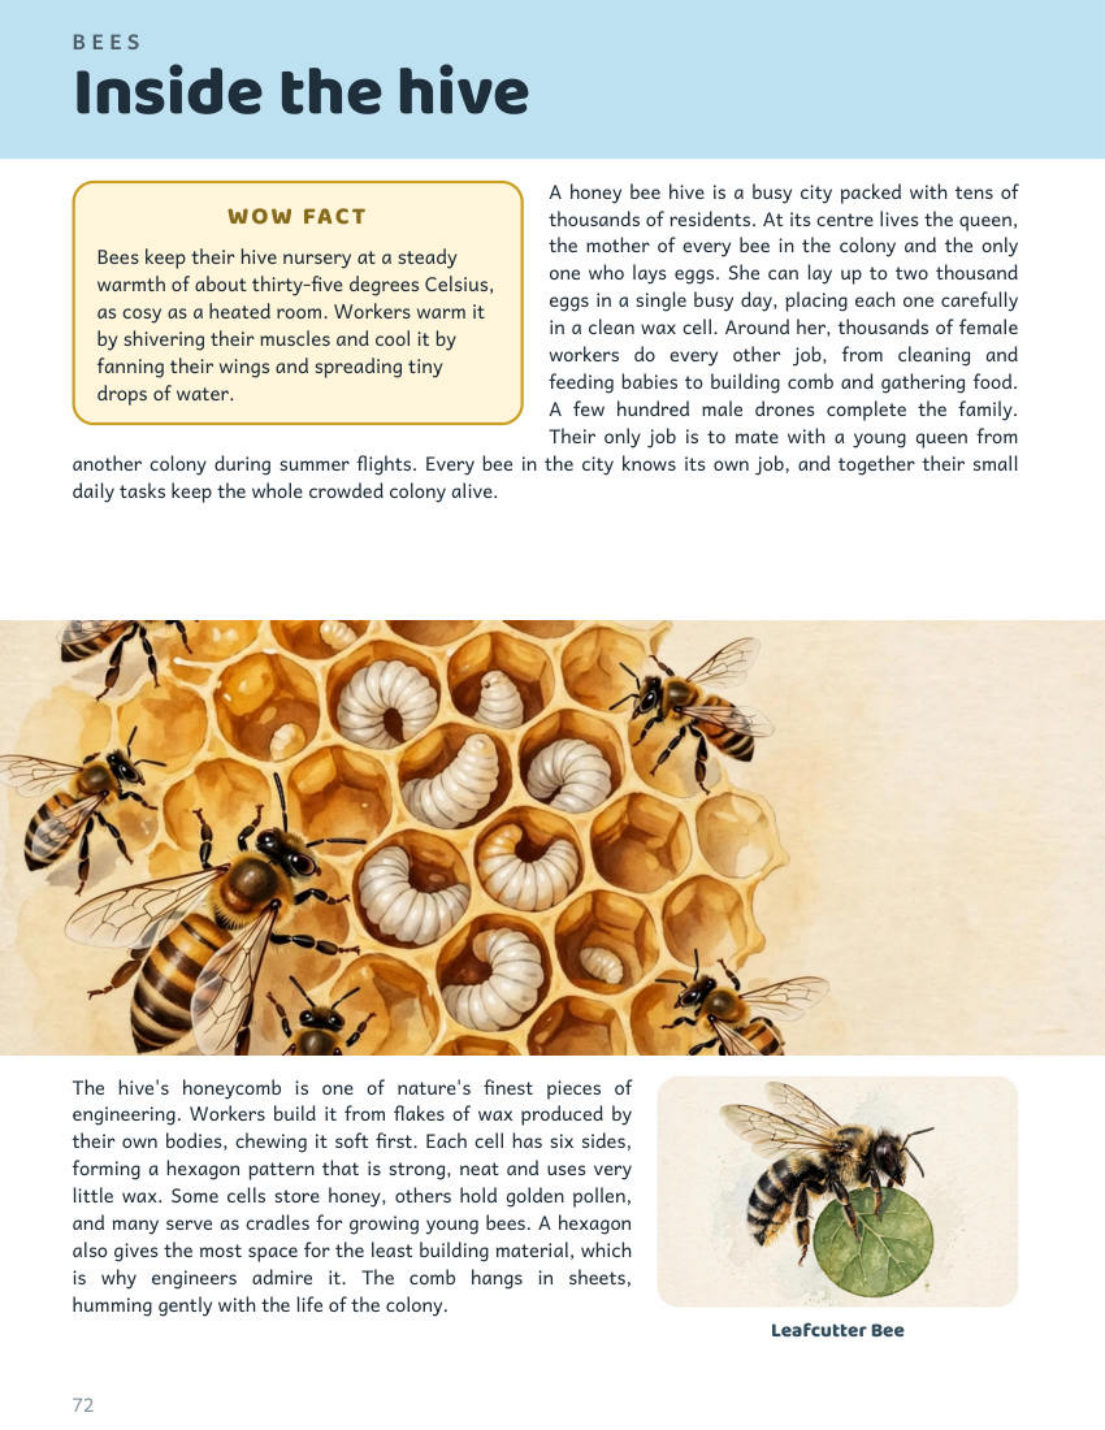 BEES
Inside the hive
WOW FACT
Bees keep their hive nursery at a steady
warmth of about thirty-five degrees Celsius,
as cosy as a heated room. Workers warm it
by shivering their muscles and cool it by
fanning their wings and spreading tiny
drops of water.
A honey bee hive is a busy city packed with tens of
thousands of residents. At its centre lives the queen,
the mother of every bee in the colony and the only
one who lays eggs. She can lay up to two thousand
eggs in a single busy day, placing each one carefully
in a clean wax cell. Around her, thousands of female
workers do every other job, from cleaning and
feeding babies to building comb and gathering food.
A few hundred male drones complete the family.
Their only job is to mate with a young queen from
another colony during summer flights. Every bee in the city knows its own job, and together their small
daily tasks keep the whole crowded colony alive.
The hive's honeycomb is one of nature's finest pieces of
engineering. Workers build it from flakes of wax produced by
their own bodies, chewing it soft first. Each cell has six sides,
forming a hexagon pattern that is strong, neat and uses very
little wax. Some cells store honey, others hold golden pollen,
and many serve as cradles for growing young bees. A hexagon
also gives the most space for the least building material, which
is why engineers admire it. The comb hangs in sheets,
humming gently with the life of the colony.
Leafcutter Bee
72